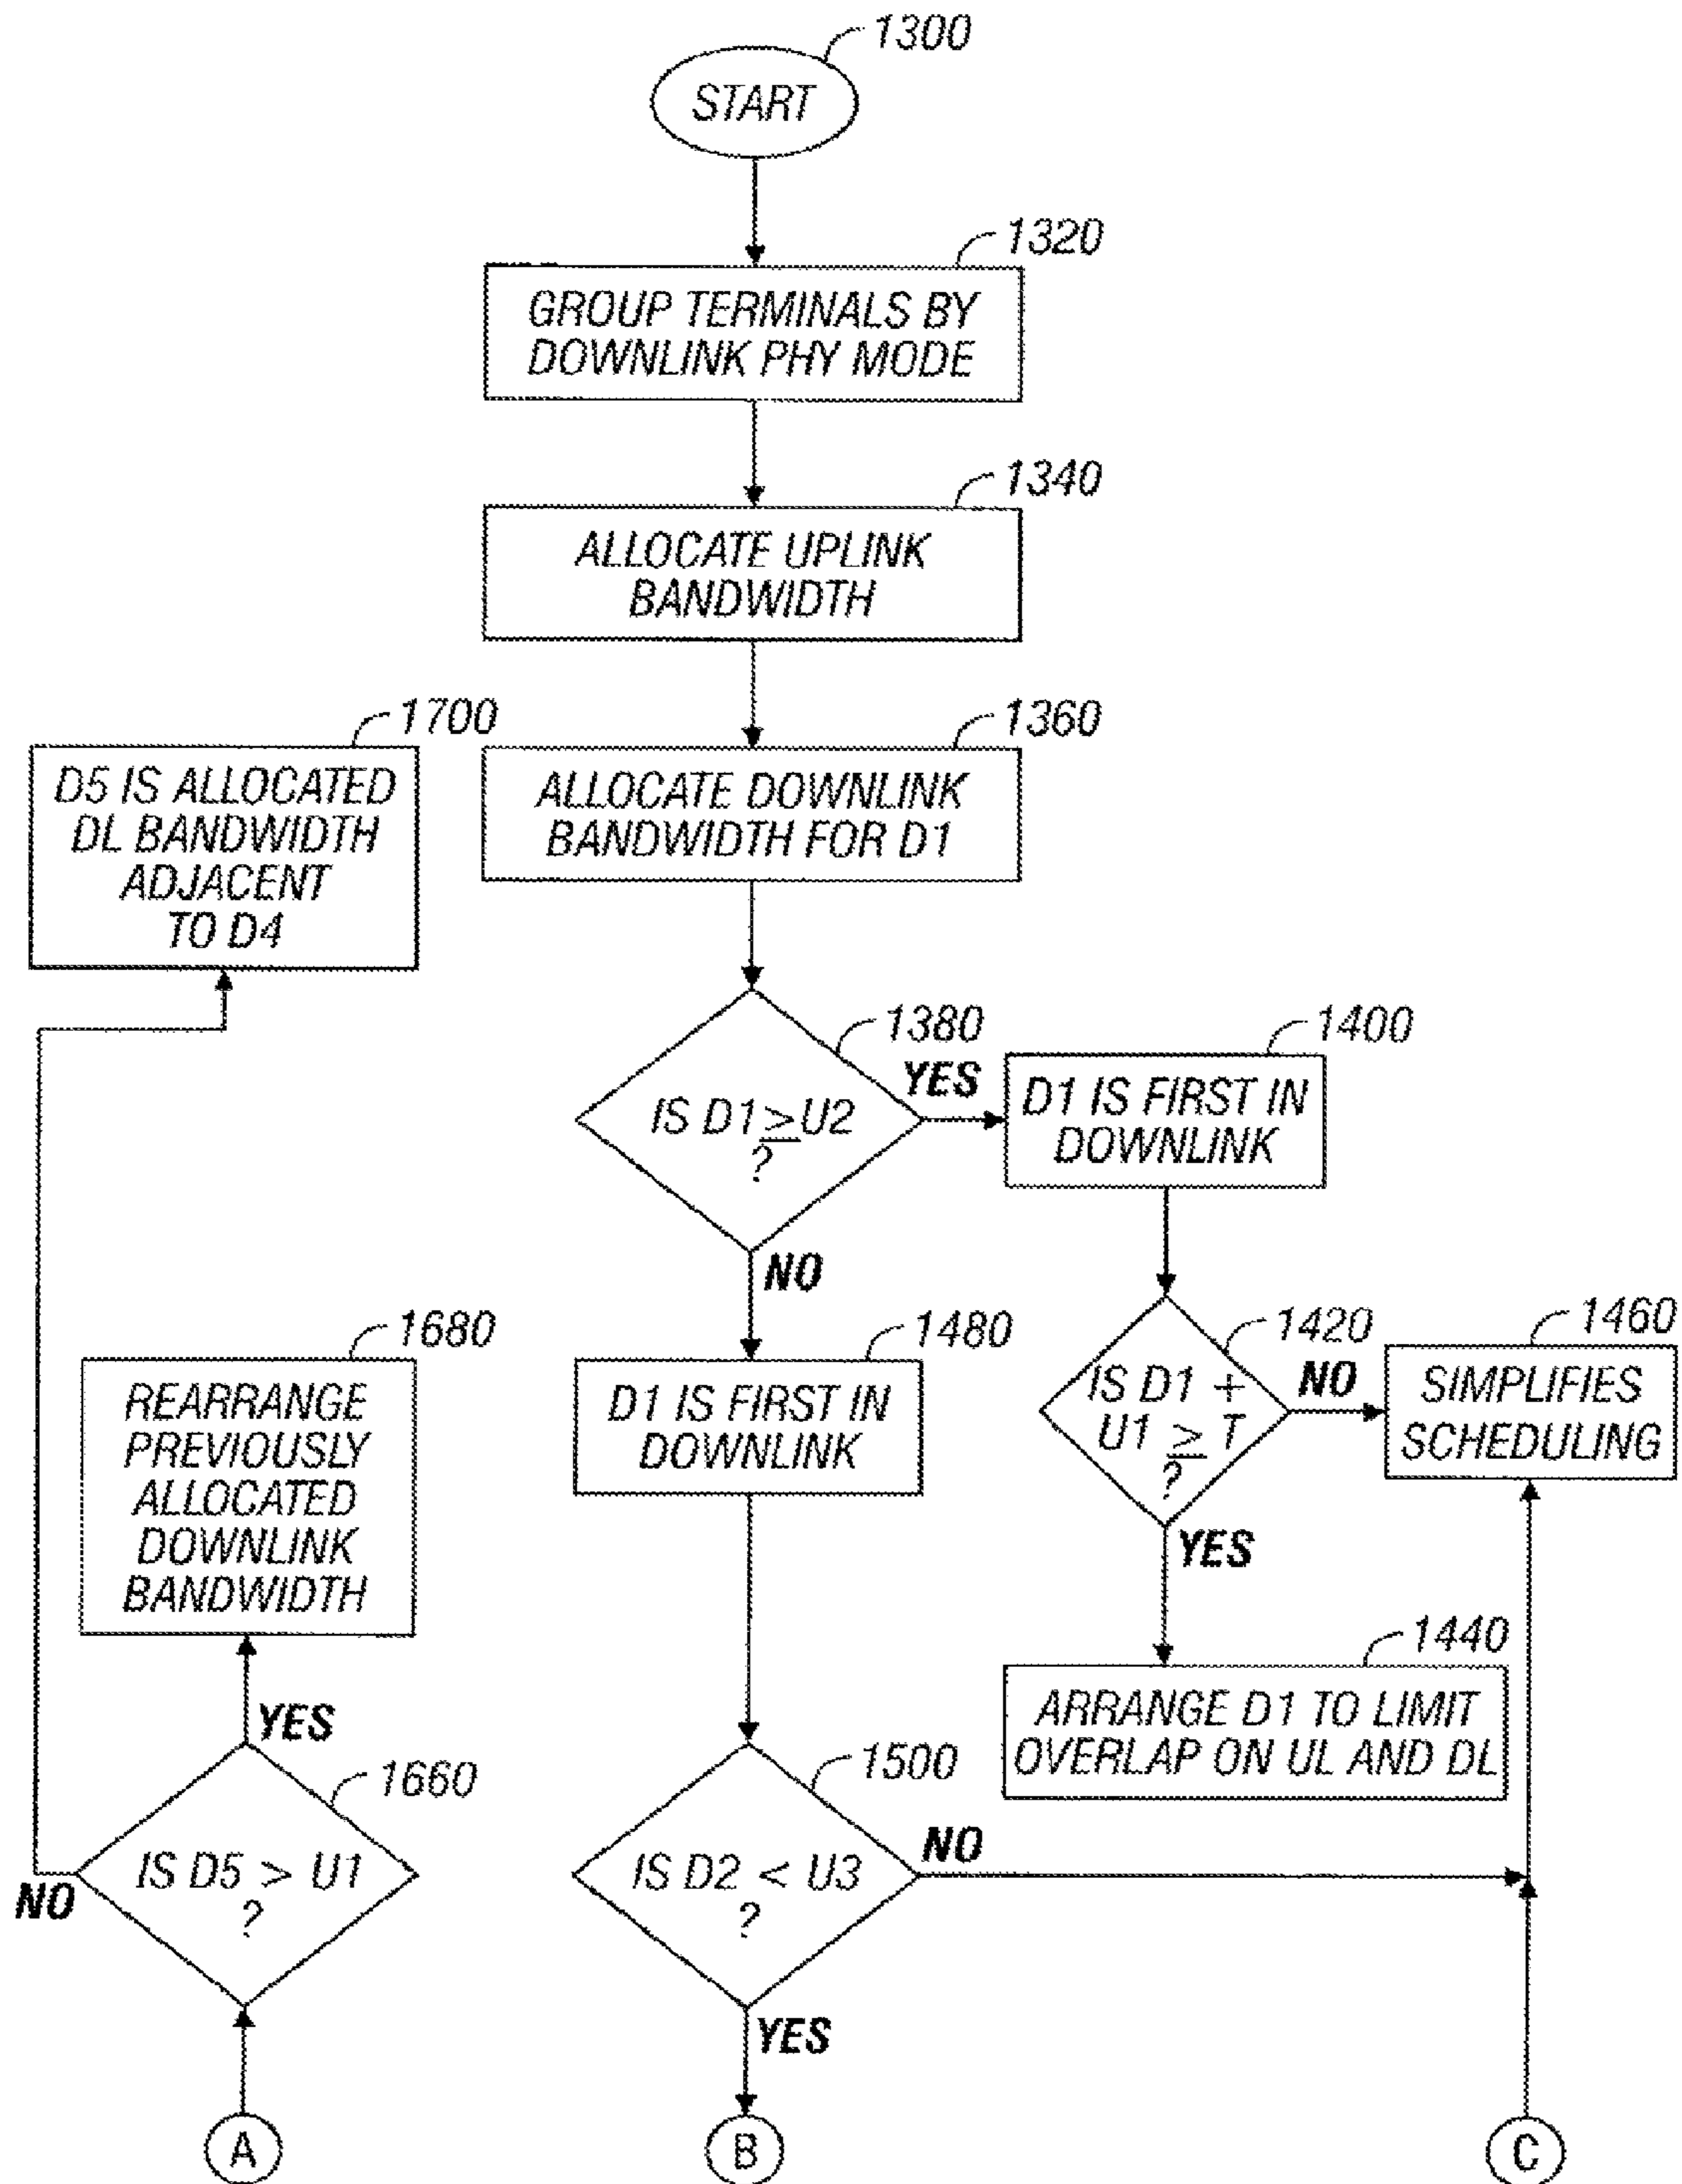 1300
START
1320
GROUP TERMINALS BY
DOWNLINK PHY MODE
1340
ALLOCATE UPLINK
BANDWIDTH
1700
D5 IS ALLOCATED
DL BANDWIDTH
ADJACENT
TO D4
1360
ALLOCATE DOWNLINK
BANDWIDTH FOR D1
1380
IS D1 ≥ U2
?
YES
NO
1400
D1 IS FIRST IN
DOWNLINK
1680
REARRANGE
PREVIOUSLY
ALLOCATED
DOWNLINK
BANDWIDTH
1480
D1 IS FIRST IN
DOWNLINK
1420
IS D1 +
U1 ≥ T
?
NO
YES
1460
SIMPLIFIES
SCHEDULING
1440
ARRANGE D1 TO LIMIT
OVERLAP ON UL AND DL
YES
1660
IS D5 > U1
?
NO
1500
IS D2 < U3
?
NO
YES
A
B
C